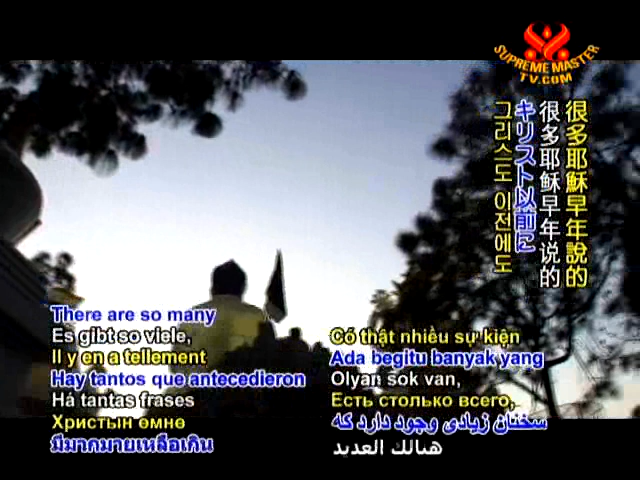 SUPREME MASTER
TV.COM
很多耶穌早年說的
很多耶稣早年说的
キリスト以前に
그리스도 이전에도
There are so many
Es gibt so viele,
Il y en a tellement
Hay tantos que antecedieron
Há tantas frases
Христын өмнө
มีมากมายเหลือเกิน
Có thật nhiều sự kiện
Ada begitu banyak yang
Olyan sok van,
Есть столько всего,
سخنان زیادی وجود دارد که
هنالك العديد